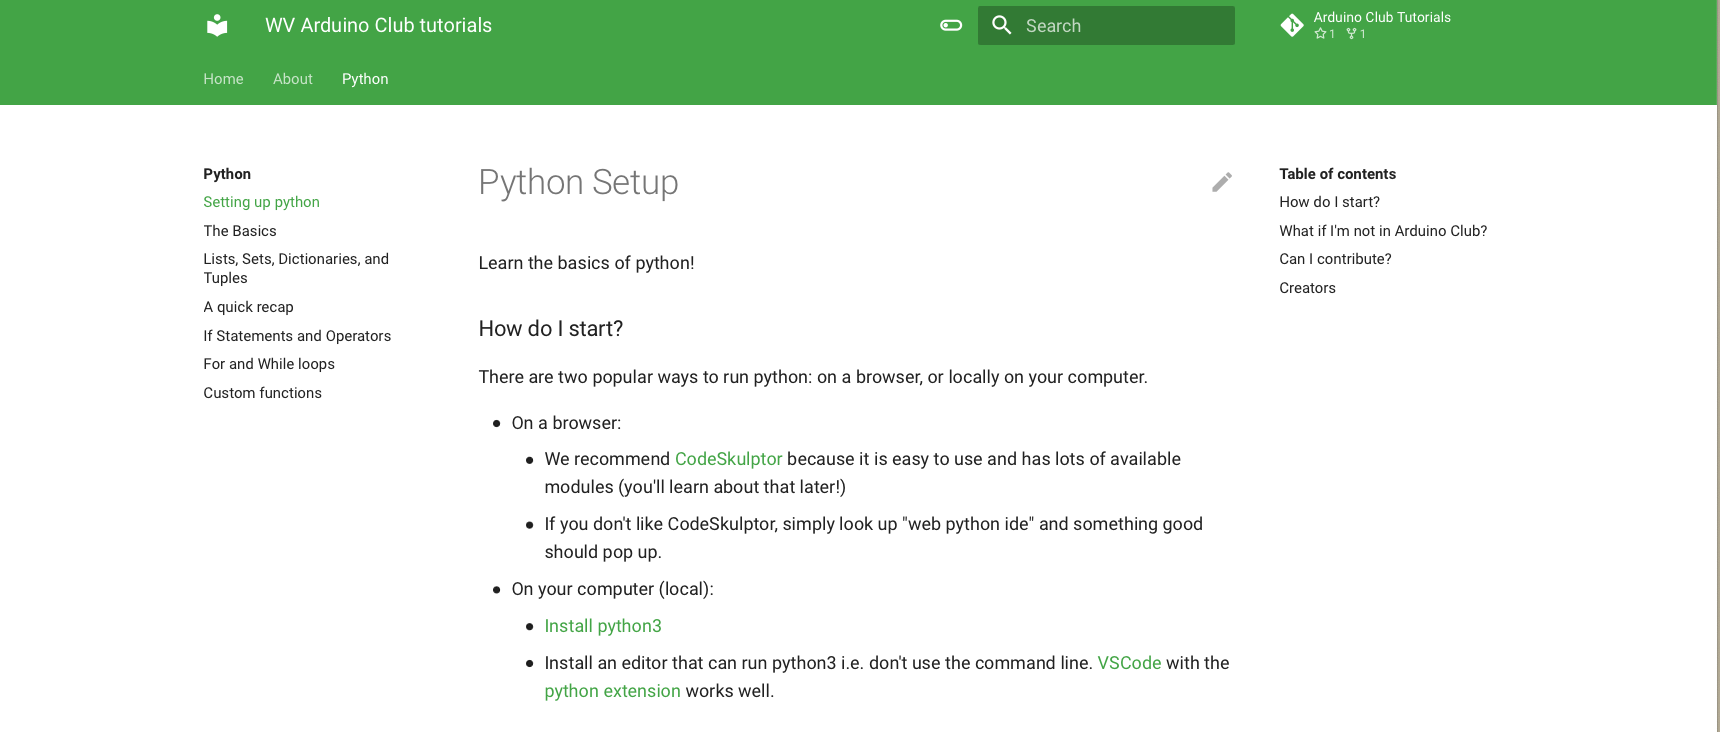 WV Arduino Club tutorials
Search
Arduino Club Tutorials
1 1
Home About Python
Python
Setting up python
The Basics
Lists, Sets, Dictionaries, and
Tuples
A quick recap
If Statements and Operators
For and While loops
Custom functions
Python Setup
Learn the basics of python!
How do I start?
There are two popular ways to run python: on a browser, or locally on your computer.
On a browser:
We recommend CodeSkulptor because it is easy to use and has lots of available
modules (you'll learn about that later!)
If you don't like CodeSkulptor, simply look up "web python ide" and something good
should pop up.
On your computer (local):
Install python3
Install an editor that can run python3 i.e. don't use the command line. VSCode with the
python extension works well.
Table of contents
How do I start?
What if I'm not in Arduino Club?
Can I contribute?
Creators